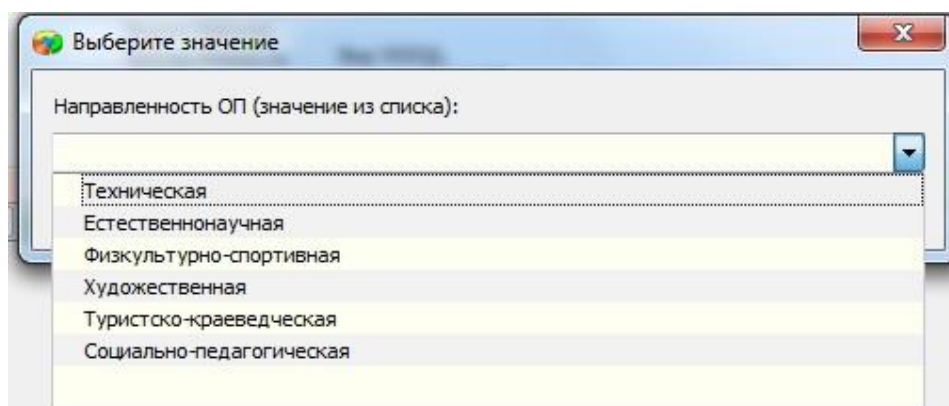 Выберите значение
Направленность ОП (значение из списка):
Техническая
Естественнонаучная
Физкультурно-спортивная
Художественная
Туристско-краеведческая
Социально-педагогическая